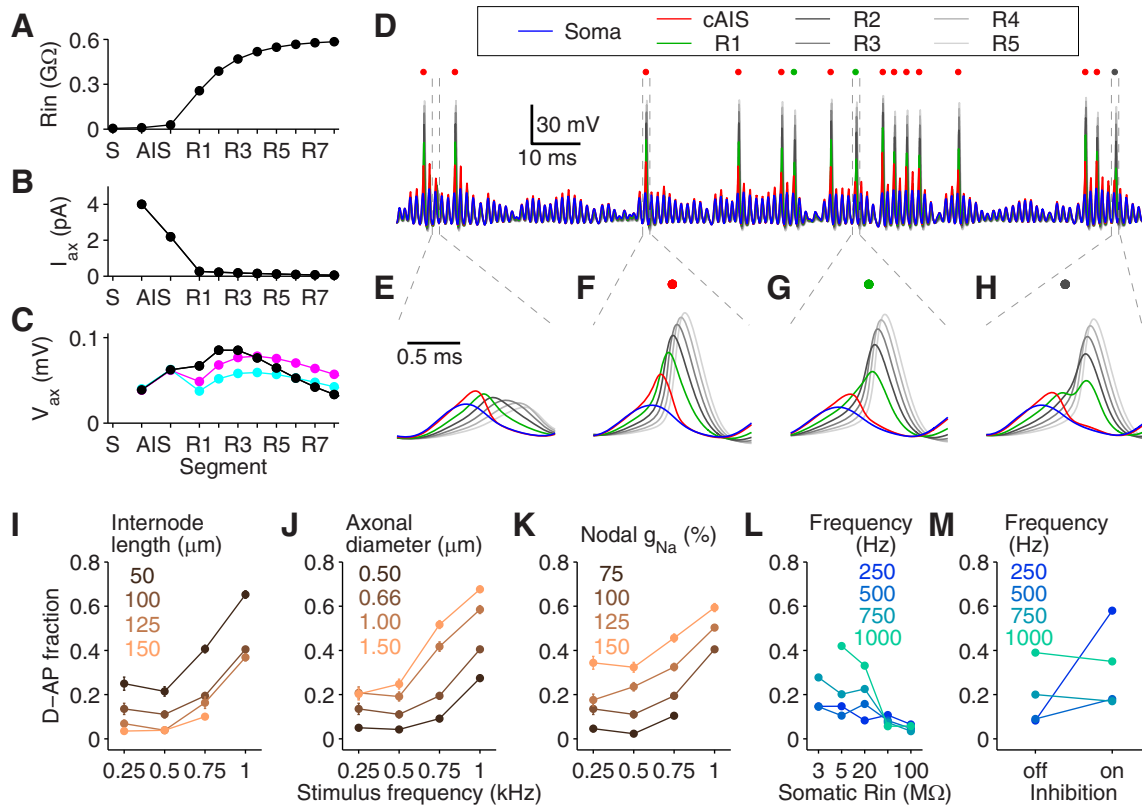 A
Rin (GΩ)
0.6
0.3
0
S AIS R1 R3 R5 R7
B
I_ax (pA)
4
2
0
S AIS R1 R3 R5 R7
C
V_ax (mV)
0.1
0
S AIS R1 R3 R5 R7
Segment
D
Soma
cAIS R2 R4
R1 R3 R5
30 mV
10 ms
E
F
G
H
0.5 ms
I
Internode
length (μm)
50
100
125
150
D−AP fraction
0.8
0.6
0.4
0.2
0
0.25 0.5 0.75 1
J
Axonal
diameter (μm)
0.50
0.66
1.00
1.50
0.8
0.6
0.4
0.2
0
0.25 0.5 0.75 1
Stimulus frequency (kHz)
K
Nodal g_Na (%)
75
100
125
150
0.8
0.6
0.4
0.2
0
0.25 0.5 0.75 1
L
Frequency
(Hz)
250
500
750
1000
0.8
0.6
0.4
0.2
0
3 5 20 100
Somatic Rin (MΩ)
M
Frequency
(Hz)
250
500
750
1000
0.8
0.6
0.4
0.2
0
off on
Inhibition